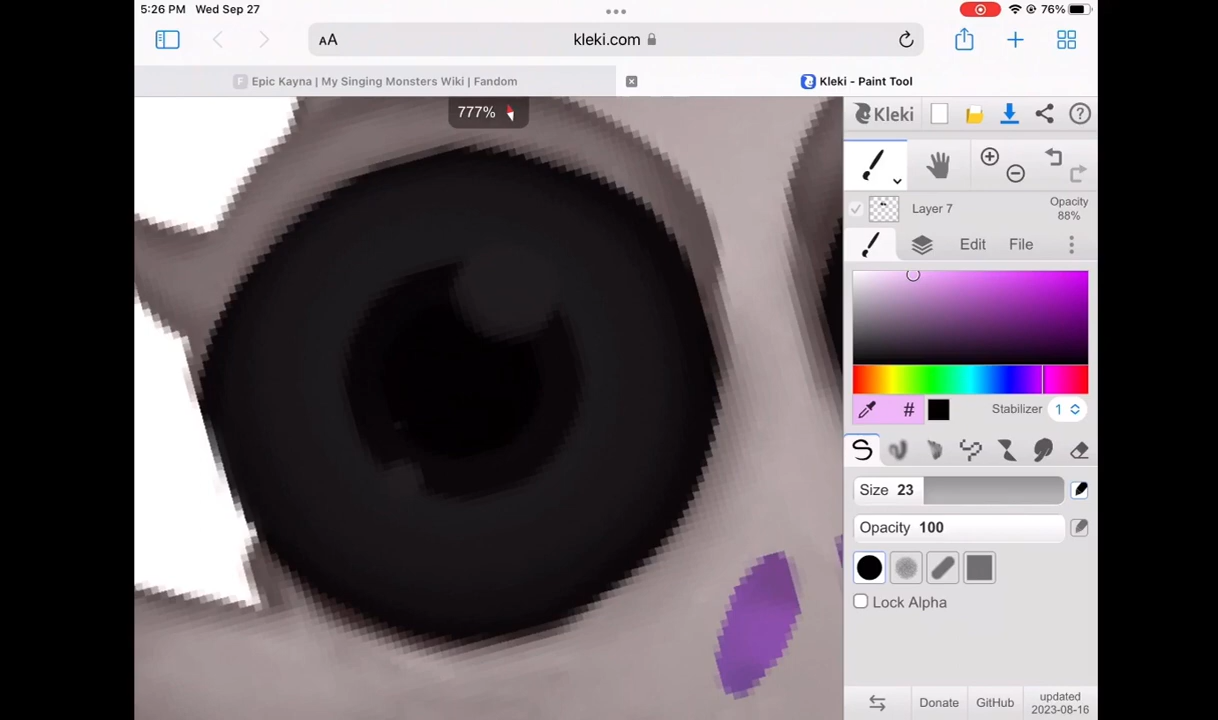 5:26 PM Wed Sep 27
76%
AA
kleki.com
Epic Kayna | My Singing Monsters Wiki | Fandom
Kleki - Paint Tool
777%
Kleki
Layer 7
Opacity
88%
Edit
File
#
Stabilizer
1
Size 23
Opacity 100
Lock Alpha
Donate
GitHub
updated
2023-08-16